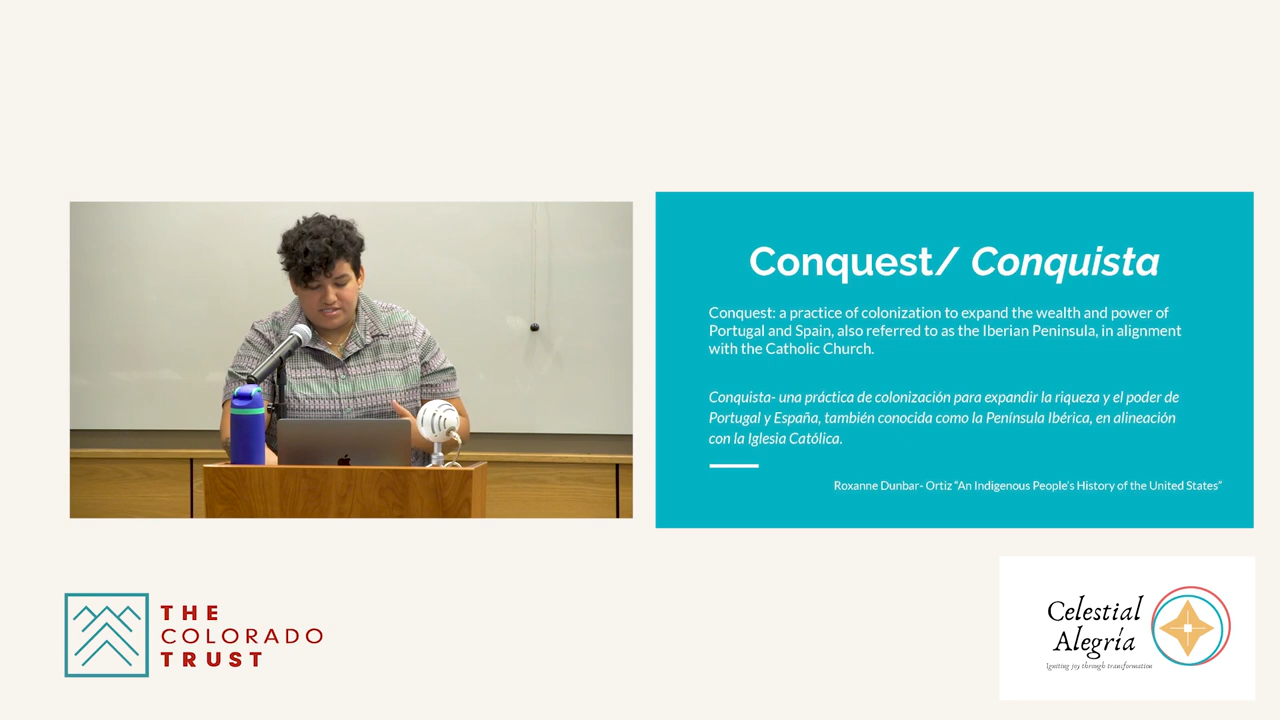 Conquest/ Conquista
Conquest: a practice of colonization to expand the wealth and power of
Portugal and Spain, also referred to as the Iberian Peninsula, in alignment
with the Catholic Church.
Conquista- una práctica de colonización para expandir la riqueza y el poder de
Portugal y España, también conocida como la Península Ibérica, en alineación
con la Iglesia Católica.
Roxanne Dunbar- Ortiz “An Indigenous People’s History of the United States”
THE
COLORADO
TRUST
Celestial
Alegría
Igniting joy through transformation